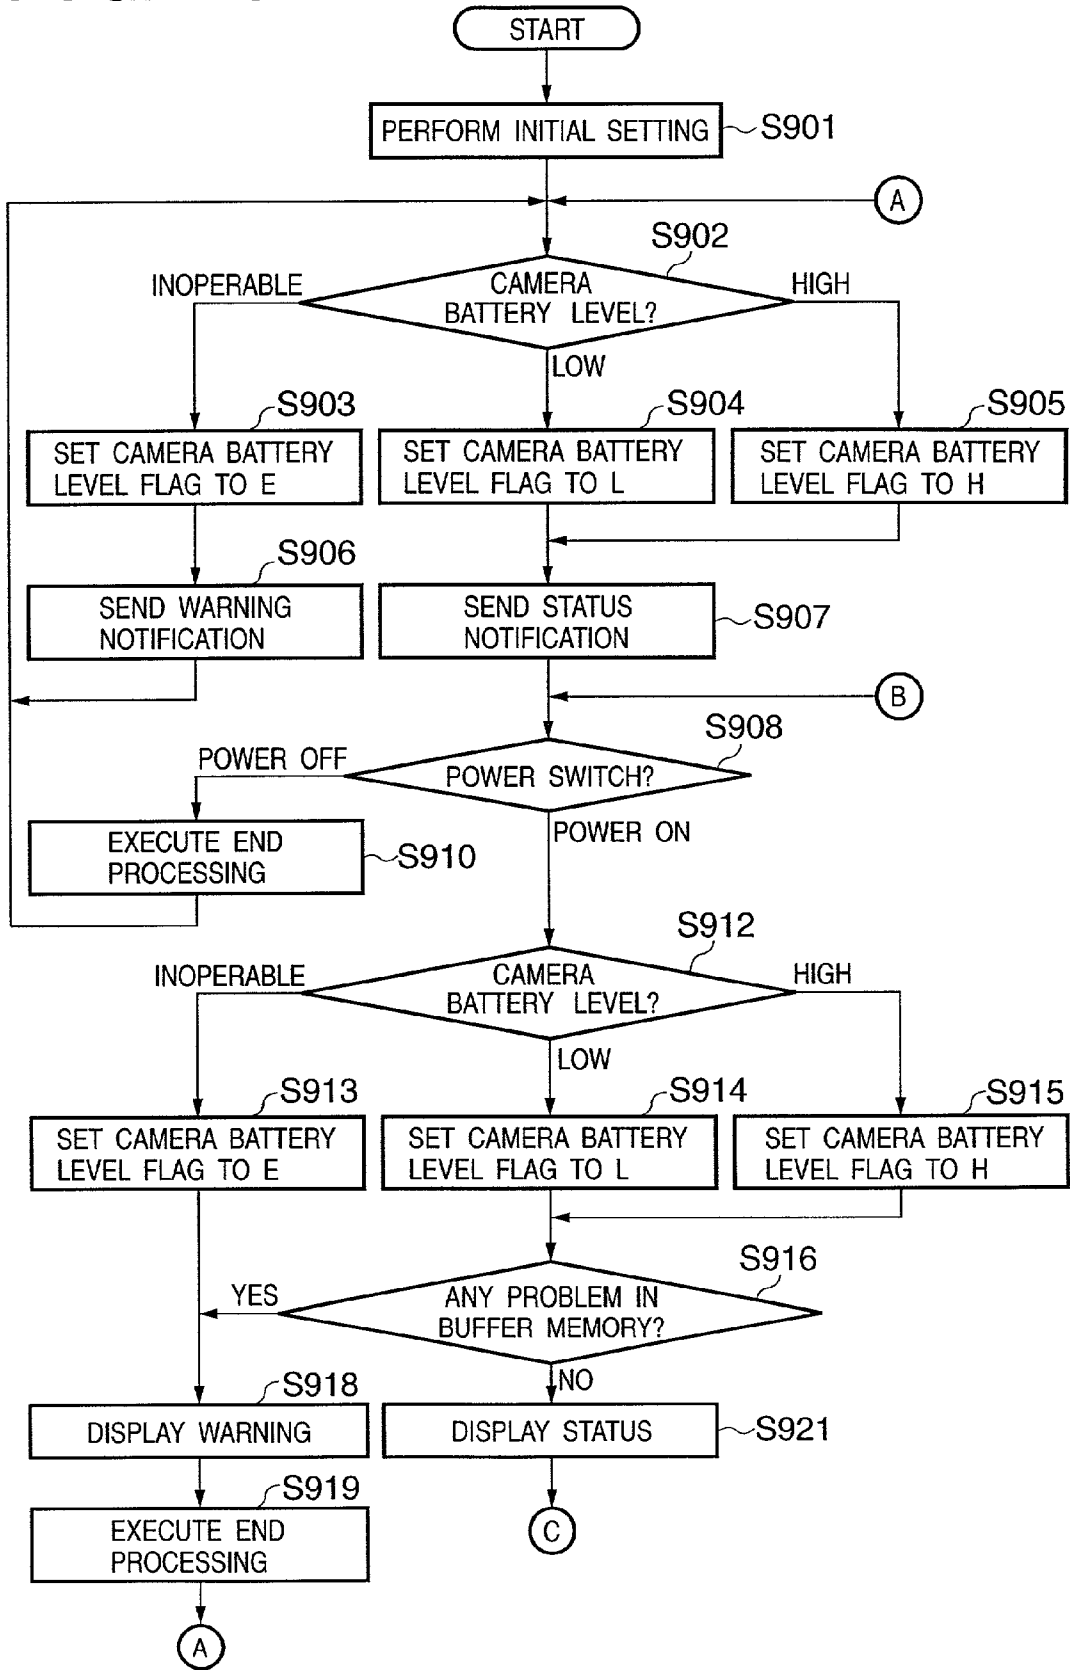 START
PERFORM INITIAL SETTING
S901
A
S902
INOPERABLE
CAMERA
BATTERY LEVEL?
HIGH
LOW
S903
SET CAMERA BATTERY
LEVEL FLAG TO E
S904
SET CAMERA BATTERY
LEVEL FLAG TO L
S905
SET CAMERA BATTERY
LEVEL FLAG TO H
S906
SEND WARNING
NOTIFICATION
SEND STATUS
NOTIFICATION
S907
B
S908
POWER OFF
POWER SWITCH?
POWER ON
EXECUTE END
PROCESSING
S910
S912
INOPERABLE
CAMERA
BATTERY LEVEL?
HIGH
LOW
S913
SET CAMERA BATTERY
LEVEL FLAG TO E
S914
SET CAMERA BATTERY
LEVEL FLAG TO L
S915
SET CAMERA BATTERY
LEVEL FLAG TO H
S916
YES
ANY PROBLEM IN
BUFFER MEMORY?
NO
S918
DISPLAY WARNING
DISPLAY STATUS
S921
S919
EXECUTE END
PROCESSING
C
A